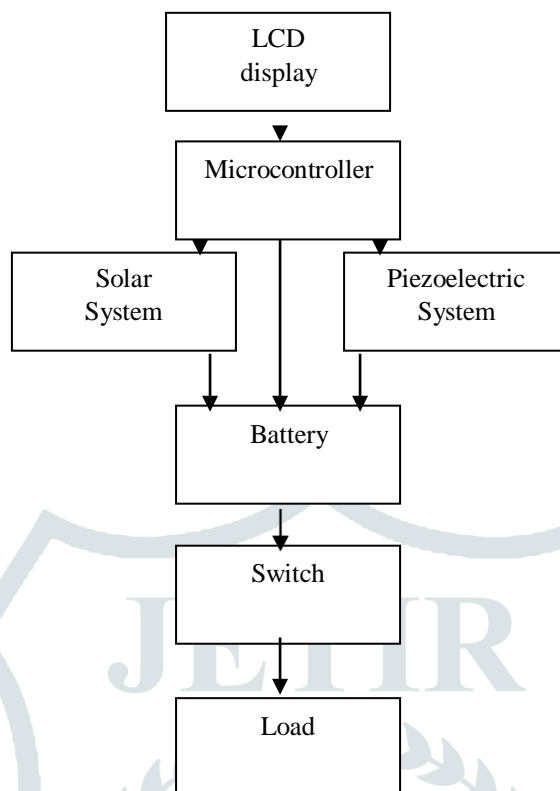 LCD
display
Microcontroller
Solar
System
Piezoelectric
System
Battery
Switch
JETIR
Load